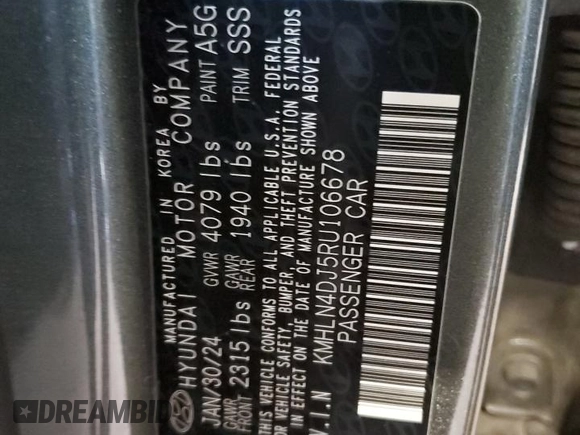 MANUFACTURED IN KOREA BY
HYUNDAI MOTOR COMPANY
JAN/30/24 GVWR 4079 lbs PAINT A5G
GAWR FRONT 2315 lbs GAWR REAR 1940 lbs TRIM SSS
THIS VEHICLE CONFORMS TO ALL APPLICABLE U.S.A. FEDERAL
MOTOR VEHICLE SAFETY, BUMPER, AND THEFT PREVENTION STANDARDS
IN EFFECT ON THE DATE OF MANUFACTURE SHOWN ABOVE
V.I.N KMHLN4DJ5RU106678
PASSENGER CAR
DREAMBID